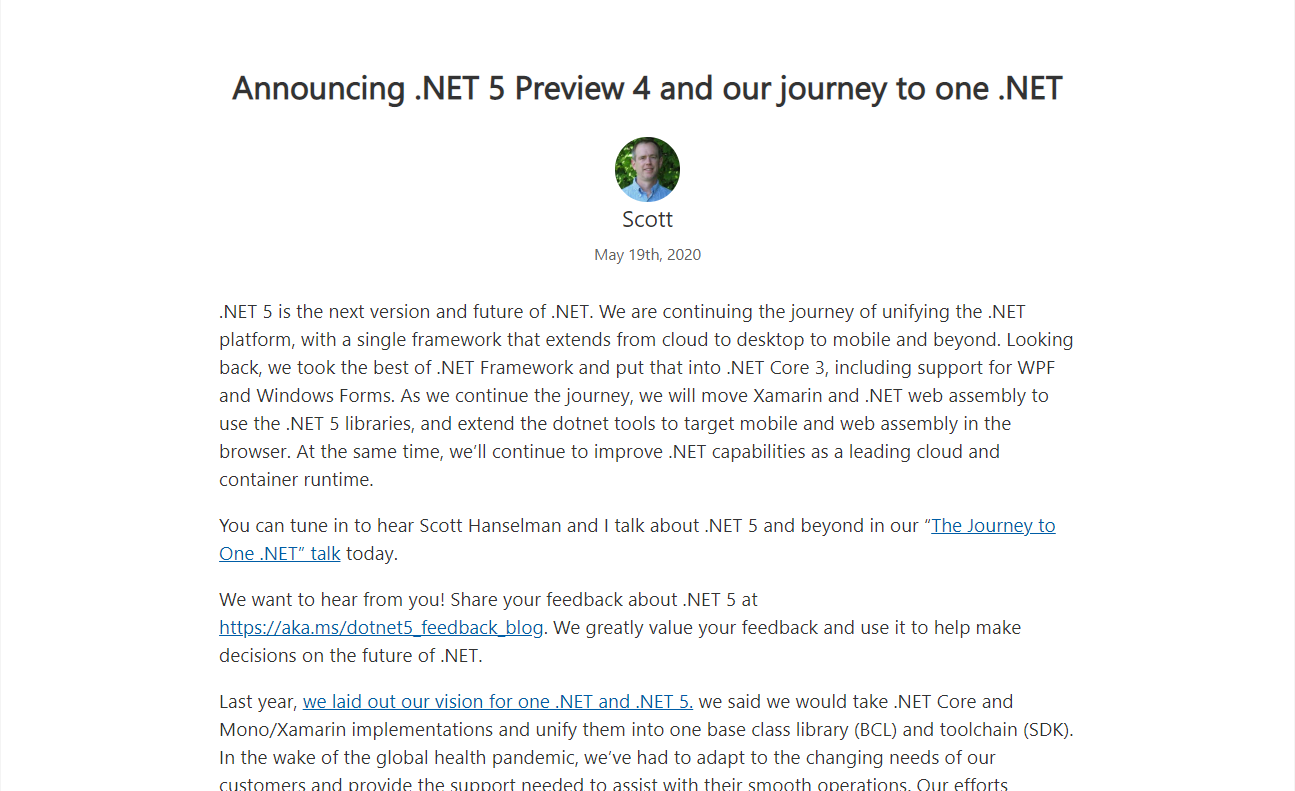 Announcing .NET 5 Preview 4 and our journey to one .NET
Scott
May 19th, 2020
.NET 5 is the next version and future of .NET. We are continuing the journey of unifying the .NET
platform, with a single framework that extends from cloud to desktop to mobile and beyond. Looking
back, we took the best of .NET Framework and put that into .NET Core 3, including support for WPF
and Windows Forms. As we continue the journey, we will move Xamarin and .NET web assembly to
use the .NET 5 libraries, and extend the dotnet tools to target mobile and web assembly in the
browser. At the same time, we’ll continue to improve .NET capabilities as a leading cloud and
container runtime.
You can tune in to hear Scott Hanselman and I talk about .NET 5 and beyond in our “The Journey to
One .NET” talk today.
We want to hear from you! Share your feedback about .NET 5 at
https://aka.ms/dotnet5_feedback_blog. We greatly value your feedback and use it to help make
decisions on the future of .NET.
Last year, we laid out our vision for one .NET and .NET 5. we said we would take .NET Core and
Mono/Xamarin implementations and unify them into one base class library (BCL) and toolchain (SDK).
In the wake of the global health pandemic, we’ve had to adapt to the changing needs of our
customers and provide the support needed to assist with their smooth operations. Our efforts